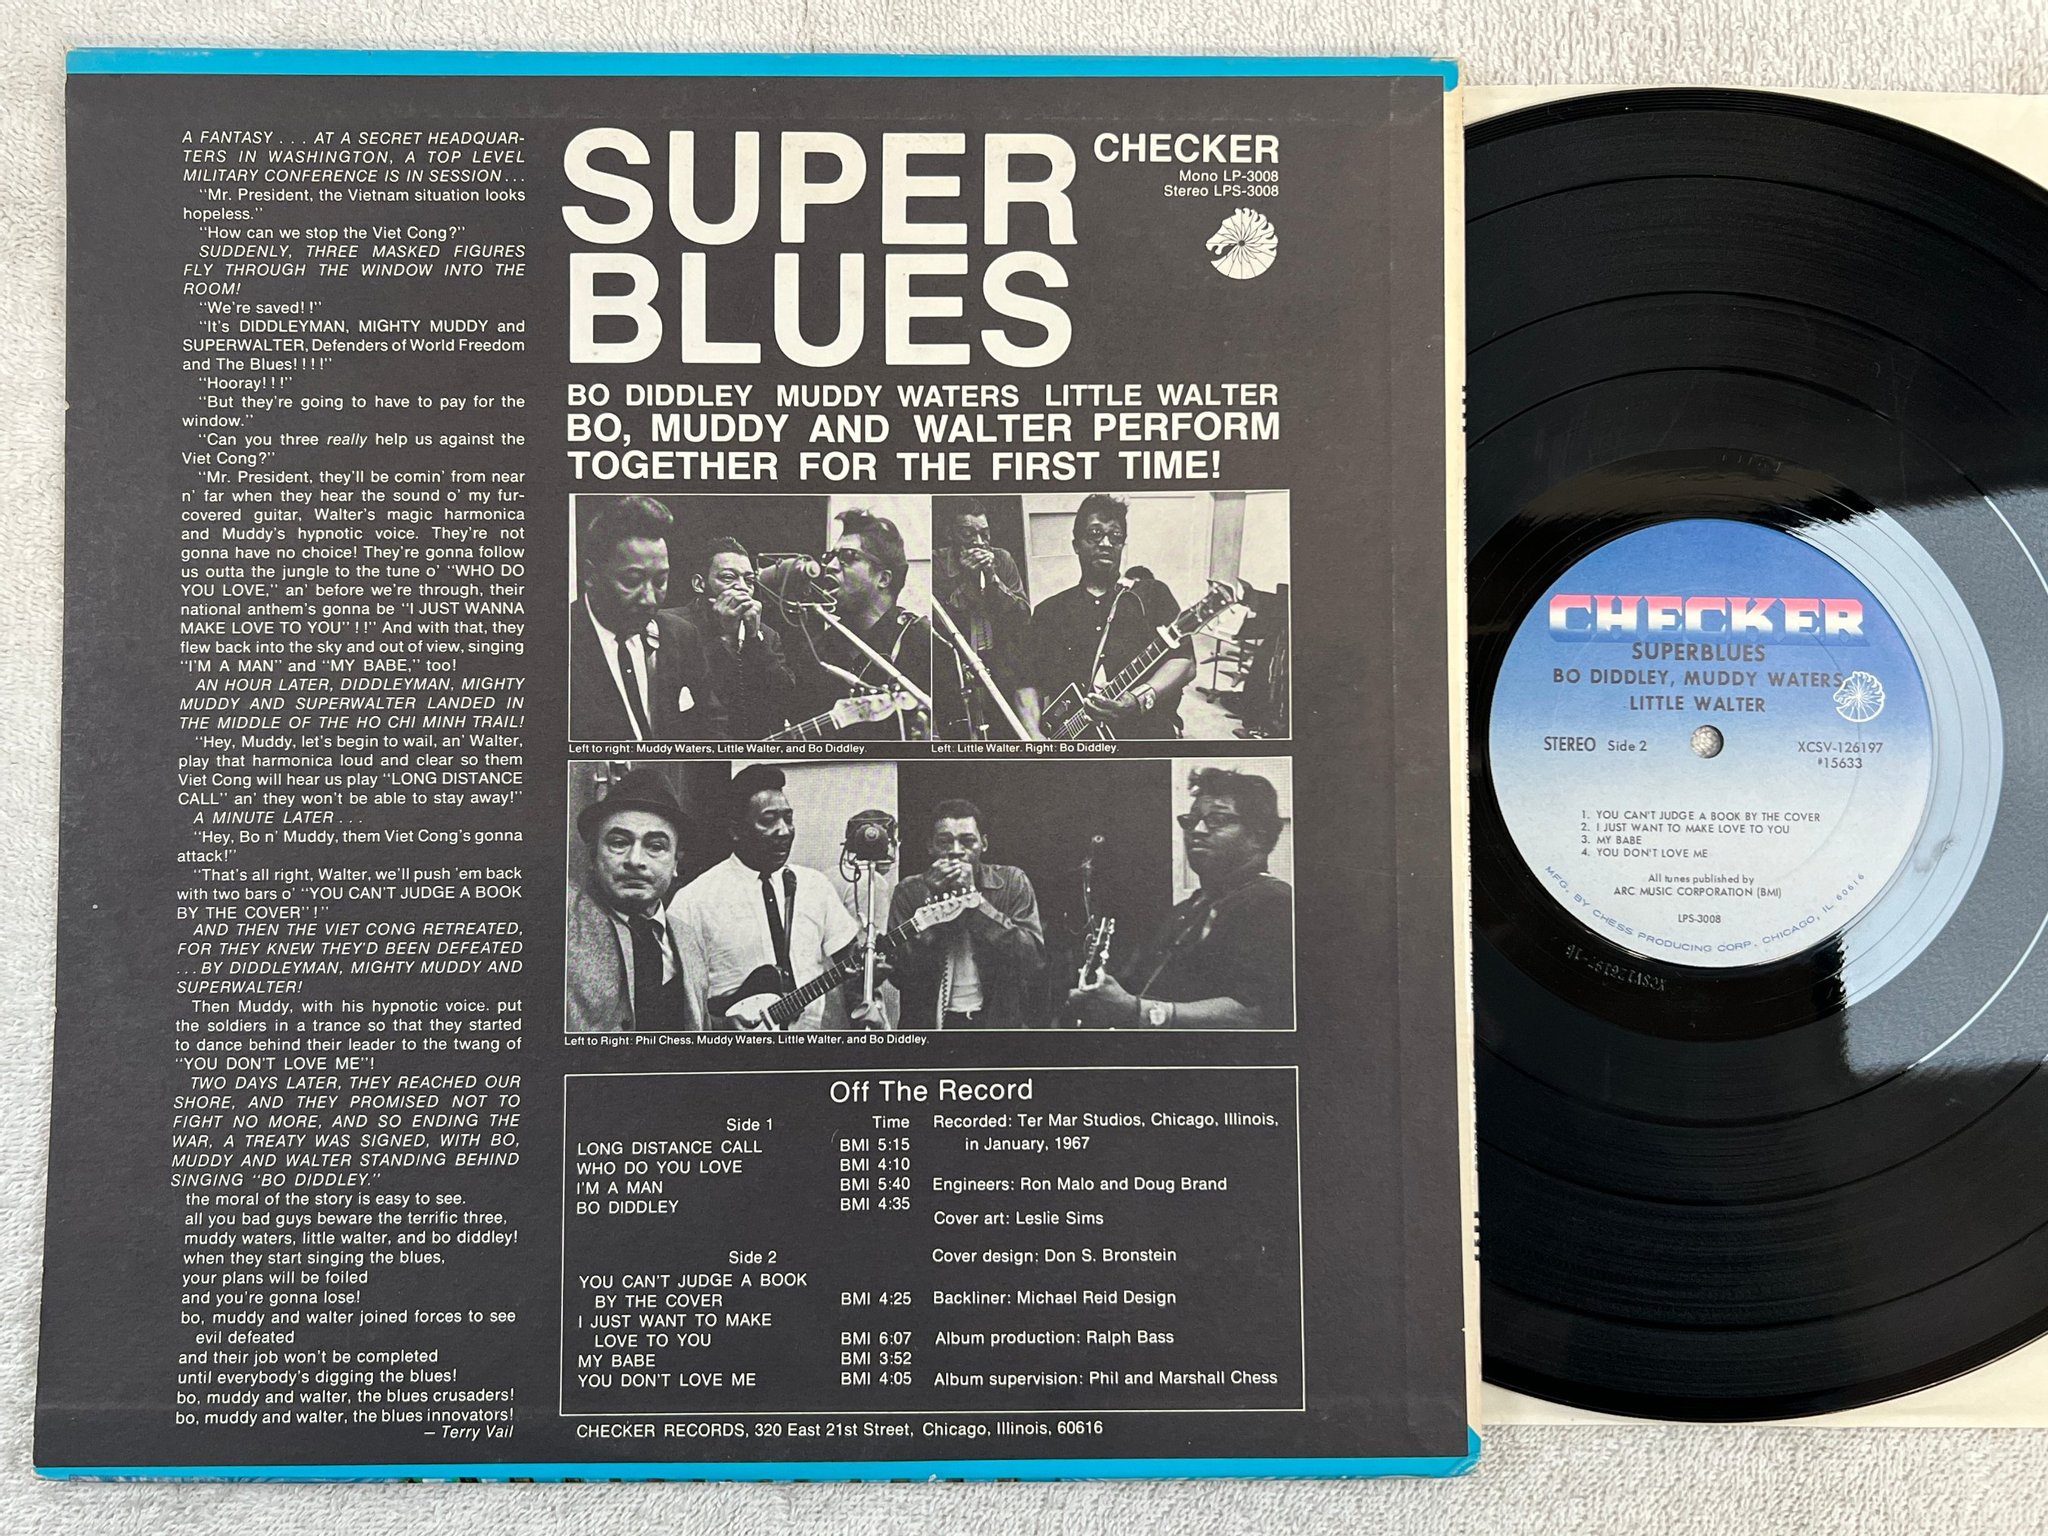 A FANTASY . . . AT A SECRET HEADQUAR-
TERS IN WASHINGTON, A TOP LEVEL
MILITARY CONFERENCE IS IN SESSION . . .
"Mr. President, the Vietnam situation looks
hopeless."
"How can we stop the Viet Cong?"
SUDDENLY, THREE MASKED FIGURES
FLY THROUGH THE WINDOW INTO THE
ROOM!
"We're saved! !"
"It's DIDDLEYMAN, MIGHTY MUDDY and
SUPERWALTER, Defenders of World Freedom
and The Blues! ! ! !"
"Hooray! ! !"
"But they're going to have to pay for the
window."
"Can you three really help us against the
Viet Cong?"
"Mr. President, they'll be comin' from near
n' far when they hear the sound o' my fur-
covered guitar, Walter's magic harmonica
and Muddy's hypnotic voice. They're not
gonna have no choice! They're gonna follow
us outta the jungle to the tune o' "WHO DO
YOU LOVE," an' before we're through, their
national anthem's gonna be "I JUST WANNA
MAKE LOVE TO YOU" ! !" And with that, they
flew back into the sky and out of view, singing
"I'M A MAN" and "MY BABE," too!
AN HOUR LATER, DIDDLEYMAN, MIGHTY
MUDDY AND SUPERWALTER LANDED IN
THE MIDDLE OF THE HO CHI MINH TRAIL!
"Hey, Muddy, let's begin to wail, an' Walter,
play that harmonica loud and clear so them
Viet Cong will hear us play "LONG DISTANCE
CALL" an' they won't be able to stay away!"
A MINUTE LATER . . .
"Hey, Bo n' Muddy, them Viet Cong's gonna
attack!"
"That's all right, Walter, we'll push 'em back
with two bars o' "YOU CAN'T JUDGE A BOOK
BY THE COVER" ! "
AND THEN THE VIET CONG RETREATED,
FOR THEY KNEW THEY'D BEEN DEFEATED
. . . BY DIDDLEYMAN, MIGHTY MUDDY AND
SUPERWALTER!
Then Muddy, with his hypnotic voice. put
the soldiers in a trance so that they started
to dance behind their leader to the twang of
"YOU DON'T LOVE ME"!
TWO DAYS LATER, THEY REACHED OUR
SHORE, AND THEY PROMISED NOT TO
FIGHT NO MORE, AND SO ENDING THE
WAR, A TREATY WAS SIGNED, WITH BO,
MUDDY AND WALTER STANDING BEHIND
SINGING "BO DIDDLEY."
the moral of the story is easy to see.
all you bad guys beware the terrific three,
muddy waters, little walter, and bo diddley!
when they start singing the blues,
your plans will be foiled
and you're gonna lose!
bo, muddy and walter joined forces to see
evil defeated
and their job won't be completed
until everybody's digging the blues!
bo, muddy and walter, the blues crusaders!
bo, muddy and walter, the blues innovators!
— Terry Vail
SUPER
BLUES
CHECKER
Mono LP-3008
Stereo LPS-3008
BO DIDDLEY MUDDY WATERS LITTLE WALTER
BO, MUDDY AND WALTER PERFORM
TOGETHER FOR THE FIRST TIME!
Left to right: Muddy Waters, Little Walter, and Bo Diddley.
Left: Little Walter. Right: Bo Diddley.
Left to Right: Phil Chess, Muddy Waters, Little Walter, and Bo Diddley.
Off The Record
Side 1 Time
LONG DISTANCE CALL BMI 5:15
WHO DO YOU LOVE BMI 4:10
I'M A MAN BMI 5:40
BO DIDDLEY BMI 4:35
Side 2
YOU CAN'T JUDGE A BOOK
BY THE COVER BMI 4:25
I JUST WANT TO MAKE
LOVE TO YOU BMI 6:07
MY BABE BMI 3:52
YOU DON'T LOVE ME BMI 4:05
Recorded: Ter Mar Studios, Chicago, Illinois,
in January, 1967
Engineers: Ron Malo and Doug Brand
Cover art: Leslie Sims
Cover design: Don S. Bronstein
Backliner: Michael Reid Design
Album production: Ralph Bass
Album supervision: Phil and Marshall Chess
CHECKER RECORDS, 320 East 21st Street, Chicago, Illinois, 60616
CHECKER
SUPERBLUES
BO DIDDLEY, MUDDY WATERS
LITTLE WALTER
STEREO Side 2
XCSV-126197
#15633
1. YOU CAN'T JUDGE A BOOK BY THE COVER
2. I JUST WANT TO MAKE LOVE TO YOU
3. MY BABE
4. YOU DON'T LOVE ME
All tunes published by
ARC MUSIC CORPORATION (BMI)
LPS-3008
MFG. BY CHESS PRODUCING CORP. CHICAGO, IL 60616